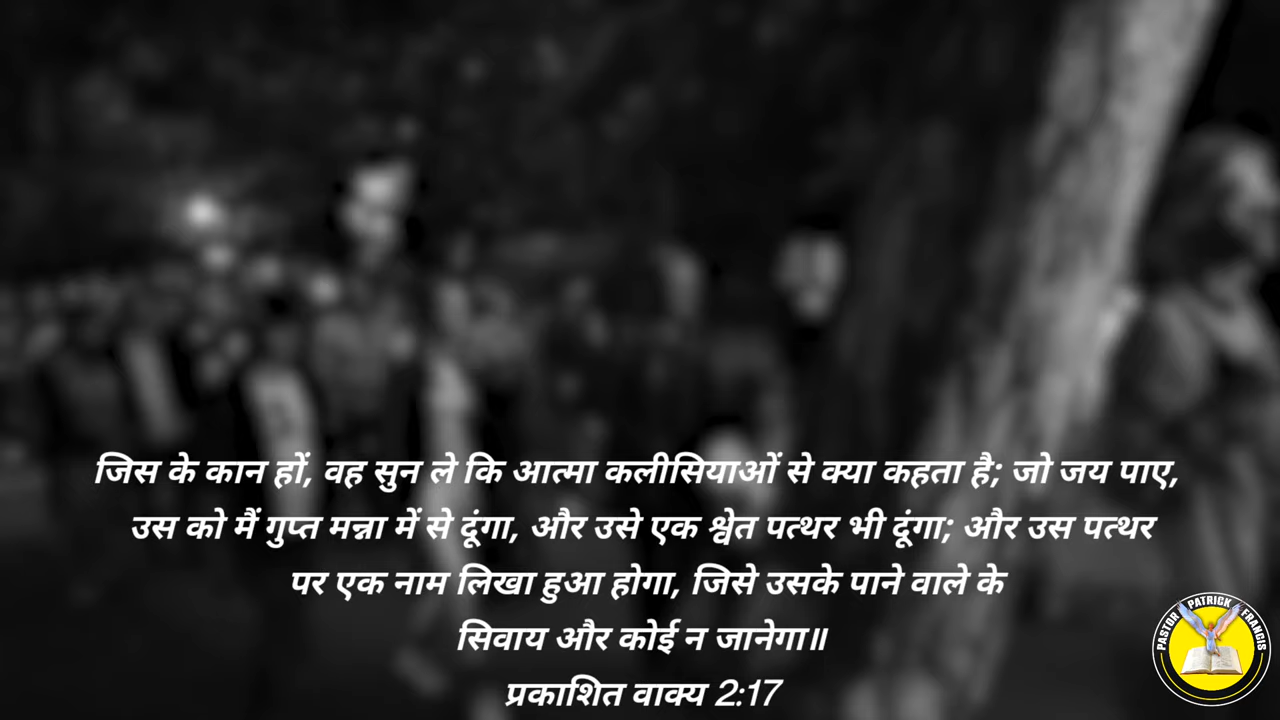 जिस के कान हों, वह सुन ले कि आत्मा कलीसियाओं से क्या कहता है; जो जय पाए,
उस को मैं गुप्त मन्ना में से दूंगा, और उसे एक श्वेत पत्थर भी दूंगा; और उस पत्थर
पर एक नाम लिखा हुआ होगा, जिसे उसके पाने वाले के
सिवाय और कोई न जानेगा॥
प्रकाशित वाक्य 2:17
PASTOR PATRICK FRANCIS